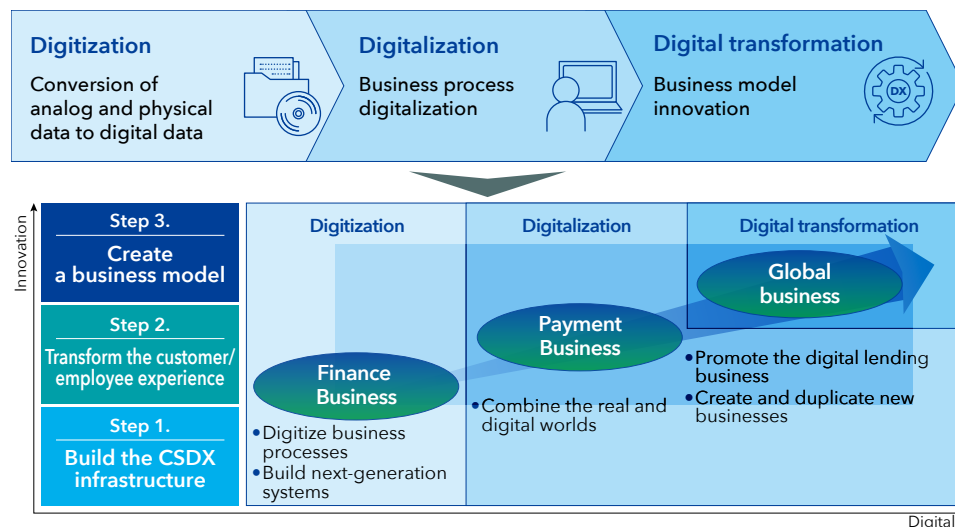 Digitization
Conversion of
analog and physical
data to digital data
Digitalization
Business process
digitalization
Digital transformation
Business model
innovation
DX
Innovation
Step 3.
Create
a business model
Step 2.
Transform the customer/
employee experience
Step 1.
Build the CSDX
infrastructure
Digitization
Finance
Business
•Digitize business
processes
•Build next-generation
systems
Digitalization
Payment
Business
•Combine the real and
digital worlds
Digital transformation
Global
business
•Promote the digital lending
business
•Create and duplicate new
businesses
Digital